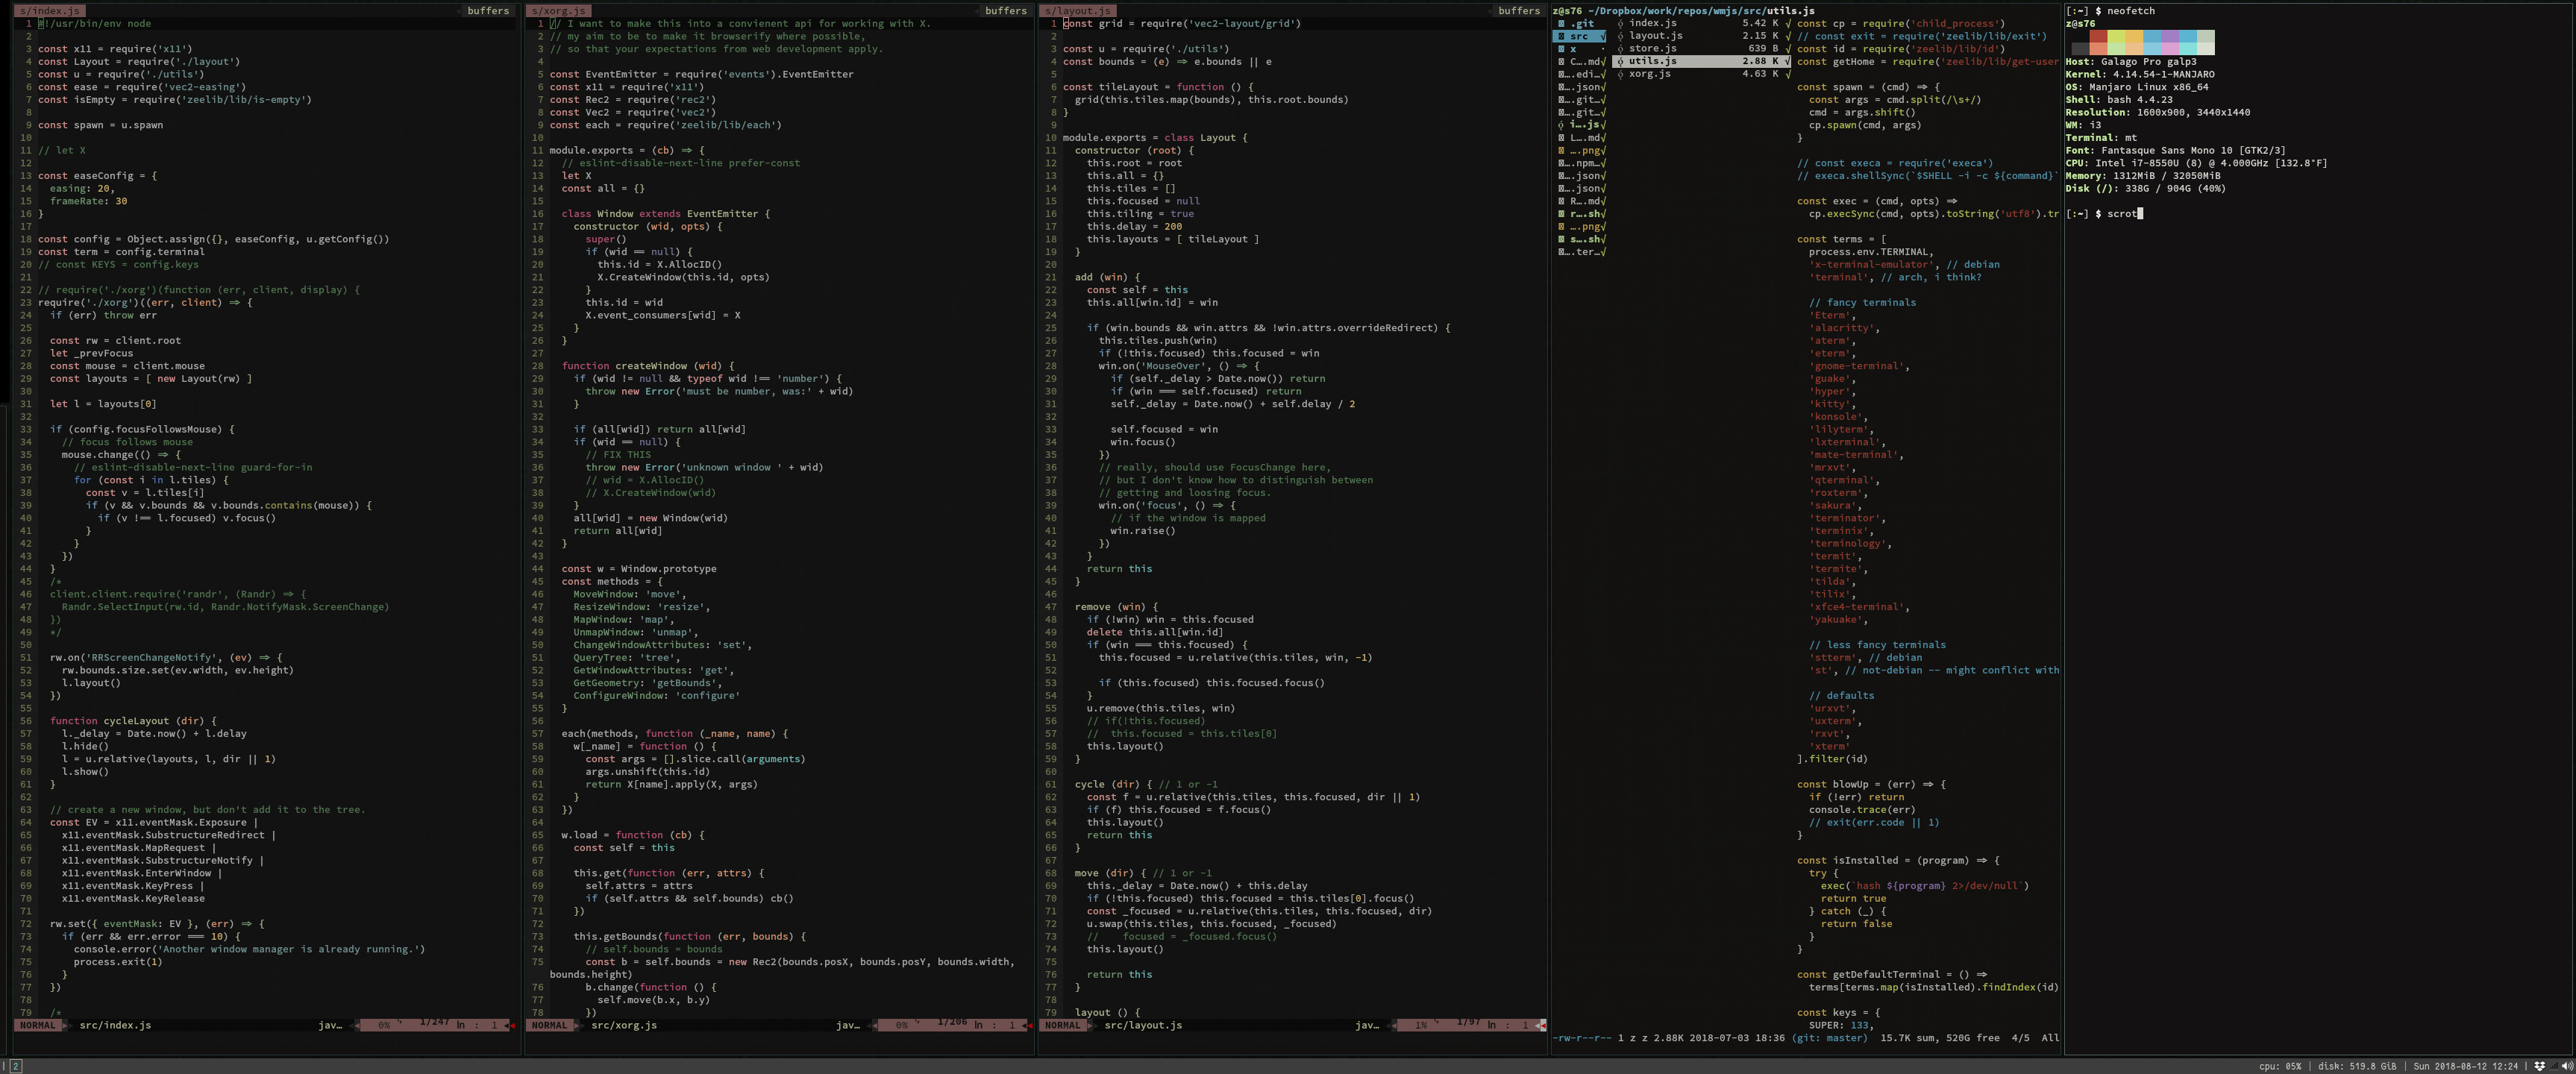 s/index.js buffers
1 #!/usr/bin/env node
2
3 const x11 = require('x11')
4 const Layout = require('./layout')
5 const u = require('./utils')
6 const ease = require('vec2-easing')
7 const isEmpty = require('zeelib/lib/is-empty')
8
9 const spawn = u.spawn
10
11 // let X
12
13 const easeConfig = {
14   easing: 20,
15   frameRate: 30
16 }
17
18 const config = Object.assign({}, easeConfig, u.getConfig())
19 const term = config.terminal
20 // const KEYS = config.keys
21
22 // require('./xorg')(function (err, client, display) {
23 require('./xorg')((err, client) => {
24   if (err) throw err
25
26   const rw = client.root
27   let _prevFocus
28   const mouse = client.mouse
29   const layouts = [ new Layout(rw) ]
30
31   let l = layouts[0]
32
33   if (config.focusFollowsMouse) {
34     // focus follows mouse
35     mouse.change(() => {
36       // eslint-disable-next-line guard-for-in
37       for (const i in l.tiles) {
38         const v = l.tiles[i]
39         if (v && v.bounds && v.bounds.contains(mouse)) {
40           if (v !== l.focused) v.focus()
41         }
42       }
43     })
44   }
45   /*
46   client.client.require('randr', (Randr) => {
47     Randr.SelectInput(rw.id, Randr.NotifyMask.ScreenChange)
48   })
49   */
50
51   rw.on('RRScreenChangeNotify', (ev) => {
52     rw.bounds.size.set(ev.width, ev.height)
53     l.layout()
54   })
55
56   function cycleLayout (dir) {
57     l._delay = Date.now() + l.delay
58     l.hide()
59     l = u.relative(layouts, l, dir || 1)
60     l.show()
61   }
62
63   // create a new window, but don't add it to the tree.
64   const EV = x11.eventMask.Exposure |
65     x11.eventMask.SubstructureRedirect |
66     x11.eventMask.MapRequest |
67     x11.eventMask.SubstructureNotify |
68     x11.eventMask.EnterWindow |
69     x11.eventMask.KeyPress |
70     x11.eventMask.KeyRelease
71
72   rw.set({ eventMask: EV }, (err) => {
73     if (err && err.error === 10) {
74       console.error('Another window manager is already running.')
75       process.exit(1)
76     }
77   })
78
79   /*
NORMAL src/index.js jav… 0% 1/247 ln : 1
s/xorg.js buffers
1 // I want to make this into a convienent api for working with X.
2 // my aim to be to make it browserify where possible,
3 // so that your expectations from web development apply.
4
5 const EventEmitter = require('events').EventEmitter
6 const x11 = require('x11')
7 const Rec2 = require('rec2')
8 const Vec2 = require('vec2')
9 const each = require('zeelib/lib/each')
10
11 module.exports = (cb) => {
12   // eslint-disable-next-line prefer-const
13   let X
14   const all = {}
15
16   class Window extends EventEmitter {
17     constructor (wid, opts) {
18       super()
19       if (wid == null) {
20         this.id = X.AllocID()
21         X.CreateWindow(this.id, opts)
22       }
23       this.id = wid
24       X.event_consumers[wid] = X
25     }
26   }
27
28   function createWindow (wid) {
29     if (wid != null && typeof wid !== 'number') {
30       throw new Error('must be number, was:' + wid)
31     }
32
33     if (all[wid]) return all[wid]
34     if (wid == null) {
35       // FIX THIS
36       throw new Error('unknown window ' + wid)
37       // wid = X.AllocID()
38       // X.CreateWindow(wid)
39     }
40     all[wid] = new Window(wid)
41     return all[wid]
42   }
43
44   const w = Window.prototype
45   const methods = {
46     MoveWindow: 'move',
47     ResizeWindow: 'resize',
48     MapWindow: 'map',
49     UnmapWindow: 'unmap',
50     ChangeWindowAttributes: 'set',
51     QueryTree: 'tree',
52     GetWindowAttributes: 'get',
53     GetGeometry: 'getBounds',
54     ConfigureWindow: 'configure'
55   }
56
57   each(methods, function (_name, name) {
58     w[_name] = function () {
59       const args = [].slice.call(arguments)
60       args.unshift(this.id)
61       return X[name].apply(X, args)
62     }
63   })
64
65   w.load = function (cb) {
66     const self = this
67
68     this.get(function (err, attrs) {
69       self.attrs = attrs
70       if (self.attrs && self.bounds) cb()
71     })
72
73     this.getBounds(function (err, bounds) {
74       // self.bounds = bounds
75       const b = self.bounds = new Rec2(bounds.posX, bounds.posY, bounds.width,
bounds.height)
76       b.change(function () {
77         self.move(b.x, b.y)
78       })
NORMAL src/xorg.js jav… 0% 1/206 ln : 1
s/layout.js buffers
1 const grid = require('vec2-layout/grid')
2
3 const u = require('./utils')
4 const bounds = (e) => e.bounds || e
5
6 const tileLayout = function () {
7   grid(this.tiles.map(bounds), this.root.bounds)
8 }
9
10 module.exports = class Layout {
11   constructor (root) {
12     this.root = root
13     this.all = {}
14     this.tiles = []
15     this.focused = null
16     this.tiling = true
17     this.delay = 200
18     this.layouts = [ tileLayout ]
19   }
20
21   add (win) {
22     const self = this
23     this.all[win.id] = win
24
25     if (win.bounds && win.attrs && !win.attrs.overrideRedirect) {
26       this.tiles.push(win)
27       if (!this.focused) this.focused = win
28       win.on('MouseOver', () => {
29         if (self._delay > Date.now()) return
30         if (win === self.focused) return
31         self._delay = Date.now() + self.delay / 2
32
33         self.focused = win
34         win.focus()
35       })
36       // really, should use FocusChange here,
37       // but I don't know how to distinguish between
38       // getting and loosing focus.
39       win.on('focus', () => {
40         // if the window is mapped
41         win.raise()
42       })
43     }
44     return this
45   }
46
47   remove (win) {
48     if (!win) win = this.focused
49     delete this.all[win.id]
50     if (win === this.focused) {
51       this.focused = u.relative(this.tiles, win, -1)
52
53       if (this.focused) this.focused.focus()
54     }
55     u.remove(this.tiles, win)
56     // if(!this.focused)
57     //  this.focused = this.tiles[0]
58     this.layout()
59   }
60
61   cycle (dir) { // 1 or -1
62     const f = u.relative(this.tiles, this.focused, dir || 1)
63     if (f) this.focused = f.focus()
64     this.layout()
65     return this
66   }
67
68   move (dir) { // 1 or -1
69     this._delay = Date.now() + this.delay
70     if (!this.focused) this.focused = this.tiles[0].focus()
71     const _focused = u.relative(this.tiles, this.focused, dir)
72     u.swap(this.tiles, this.focused, _focused)
73     //    focused = _focused.focus()
74     this.layout()
75
76     return this
77   }
78
79   layout () {
NORMAL src/layout.js jav… 1% 1/97 ln : 1
z@s76 ~/Dropbox/work/repos/wmjs/src/utils.js
.git
src √
x ·
C….md√
.edi…√
….json√
.git…√
….git…√
i….js√
L….md√
….png√
.npm…√
….json√
….json√
R….md√
r….sh√
….png√
s….sh√
.ter…√
index.js 5.42 K √
layout.js 2.15 K √
store.js 639 B √
utils.js 2.88 K √
xorg.js 4.63 K √
const cp = require('child_process')
// const exit = require('zeelib/lib/exit')
const id = require('zeelib/lib/id')
const getHome = require('zeelib/lib/get-user

const spawn = (cmd) => {
  const args = cmd.split(/\s+/)
  cmd = args.shift()
  cp.spawn(cmd, args)
}

// const execa = require('execa')
// execa.shellSync(`$SHELL -i -c ${command}`

const exec = (cmd, opts) =>
  cp.execSync(cmd, opts).toString('utf8').tr

const terms = [
  process.env.TERMINAL,
  'x-terminal-emulator', // debian
  'terminal', // arch, i think?

  // fancy terminals
  'Eterm',
  'alacritty',
  'aterm',
  'eterm',
  'gnome-terminal',
  'guake',
  'hyper',
  'kitty',
  'konsole',
  'lilyterm',
  'lxterminal',
  'mate-terminal',
  'mrxvt',
  'qterminal',
  'roxterm',
  'sakura',
  'terminator',
  'terminix',
  'terminology',
  'termit',
  'termite',
  'tilda',
  'tilix',
  'xfce4-terminal',
  'yakuake',

  // less fancy terminals
  'stterm', // debian
  'st', // not-debian -- might conflict with

  // defaults
  'urxvt',
  'uxterm',
  'rxvt',
  'xterm'
].filter(id)

const blowUp = (err) => {
  if (!err) return
  console.trace(err)
  // exit(err.code || 1)
}

const isInstalled = (program) => {
  try {
    exec(`hash ${program} 2>/dev/null`)
    return true
  } catch (_) {
    return false
  }
}

const getDefaultTerminal = () =>
  terms[terms.map(isInstalled).findIndex(id)

const keys = {
  SUPER: 133,
-rw-r--r-- 1 z z 2.88K 2018-07-03 18:36 (git: master) 15.7K sum, 520G free 4/5 All
[:~] $ neofetch
z@s76
Host: Galago Pro galp3
Kernel: 4.14.54-1-MANJARO
OS: Manjaro Linux x86_64
Shell: bash 4.4.23
Resolution: 1600x900, 3440x1440
WM: i3
Terminal: mt
Font: Fantasque Sans Mono 10 [GTK2/3]
CPU: Intel i7-8550U (8) @ 4.000GHz [132.8°F]
Memory: 1312MiB / 32050MiB
Disk (/): 338G / 904G (40%)

[:~] $ scrot
2
cpu: 05% | disk: 519.8 GiB | Sun 2018-08-12 12:24 |